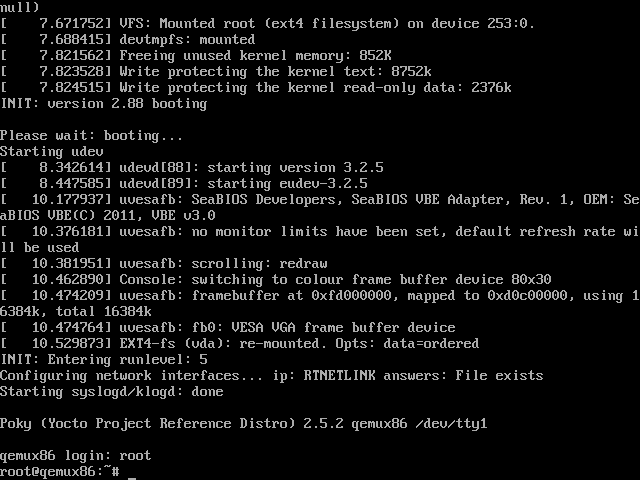 null)
[    7.671752] VFS: Mounted root (ext4 filesystem) on device 253:0.
[    7.688415] devtmpfs: mounted
[    7.821562] Freeing unused kernel memory: 852K
[    7.823528] Write protecting the kernel text: 8752k
[    7.824515] Write protecting the kernel read-only data: 2376k
INIT: version 2.88 booting

Please wait: booting...
Starting udev
[    8.342614] udevd[88]: starting version 3.2.5
[    8.447585] udevd[89]: starting eudev-3.2.5
[   10.177937] uvesafb: SeaBIOS Developers, SeaBIOS VBE Adapter, Rev. 1, OEM: Se
aBIOS VBE(C) 2011, VBE v3.0
[   10.376181] uvesafb: no monitor limits have been set, default refresh rate wi
ll be used
[   10.381951] uvesafb: scrolling: redraw
[   10.462890] Console: switching to colour frame buffer device 80x30
[   10.474209] uvesafb: framebuffer at 0xfd000000, mapped to 0xd0c00000, using 1
6384k, total 16384k
[   10.474764] uvesafb: fb0: VESA VGA frame buffer device
[   10.529873] EXT4-fs (vda): re-mounted. Opts: data=ordered
INIT: Entering runlevel: 5
Configuring network interfaces... ip: RTNETLINK answers: File exists
Starting syslogd/klogd: done

Poky (Yocto Project Reference Distro) 2.5.2 qemux86 /dev/tty1

qemux86 login: root
root@qemux86:~# _